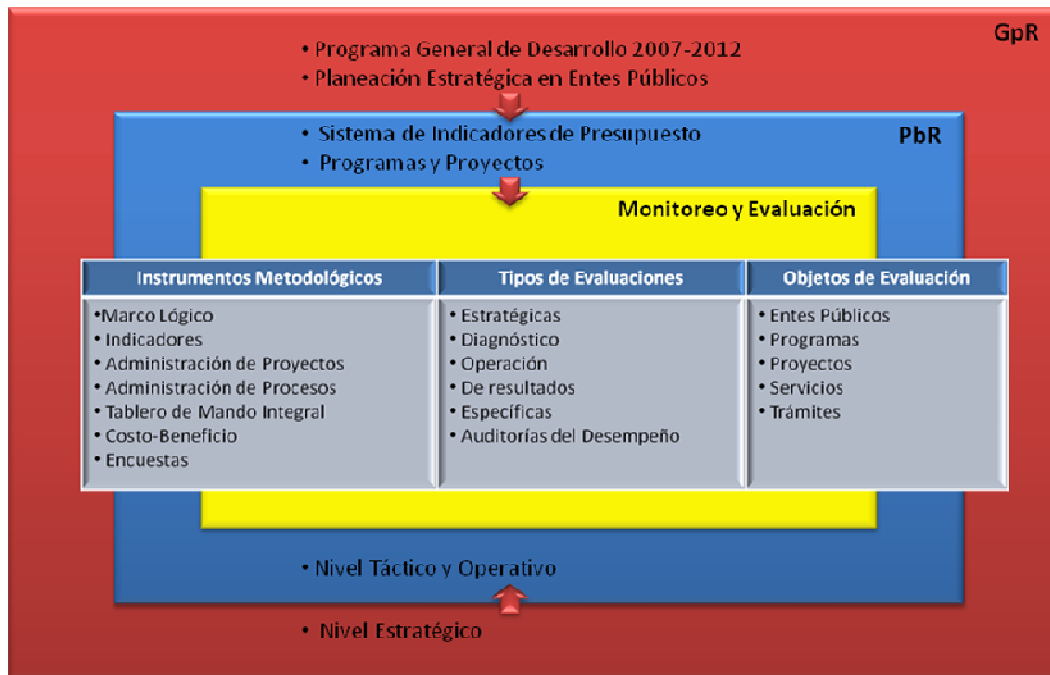 GpR
• Programa General de Desarrollo 2007-2012
• Planeación Estratégica en Entes Públicos
• Sistema de Indicadores de Presupuesto
PbR
• Programas y Proyectos
Monitoreo y Evaluación
Instrumentos Metodológicos
•Marco Lógico
• Indicadores
• Administración de Proyectos
• Administración de Procesos
• Tablero de Mando Integral
• Costo-Beneficio
• Encuestas
Tipos de Evaluaciones
• Estratégicas
• Diagnóstico
• Operación
• De resultados
• Específicas
• Auditorías del Desempeño
Objetos de Evaluación
• Entes Públicos
• Programas
• Proyectos
• Servicios
• Trámites
• Nivel Táctico y Operativo
• Nivel Estratégico